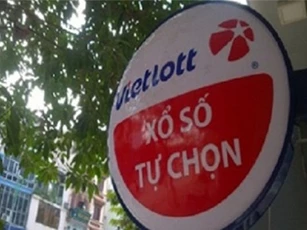 Vietlott
XỔ SỐ
TỰ CHỌN